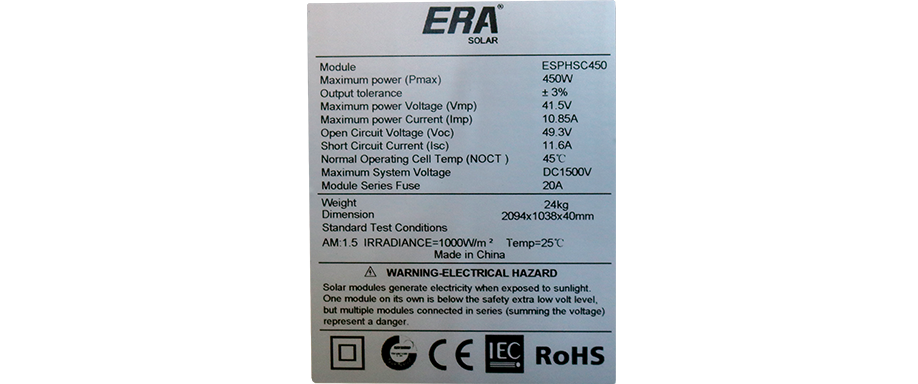 ERA®
SOLAR
Module ESPHSC450
Maximum power (Pmax) 450W
Output tolerance ± 3%
Maximum power Voltage (Vmp) 41.5V
Maximum power Current (Imp) 10.85A
Open Circuit Voltage (Voc) 49.3V
Short Circuit Current (Isc) 11.6A
Normal Operating Cell Temp (NOCT ) 45℃
Maximum System Voltage DC1500V
Module Series Fuse 20A
Weight 24kg
Dimension 2094x1038x40mm
Standard Test Conditions
AM:1.5 IRRADIANCE=1000W/m² Temp=25℃
Made in China
⚠ WARNING-ELECTRICAL HAZARD
Solar modules generate electricity when exposed to sunlight.
One module on its own is below the safety extra low volt level,
but multiple modules connected in series (summing the voltage)
represent a danger.
CE IEC RoHS